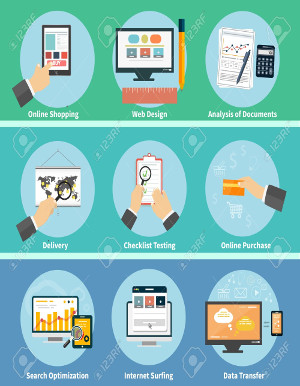 Online Shopping
Web Design
Analysis of Documents
Delivery
Checklist Testing
Online Purchase
Search Optimization
Internet Surfing
Data Transfer